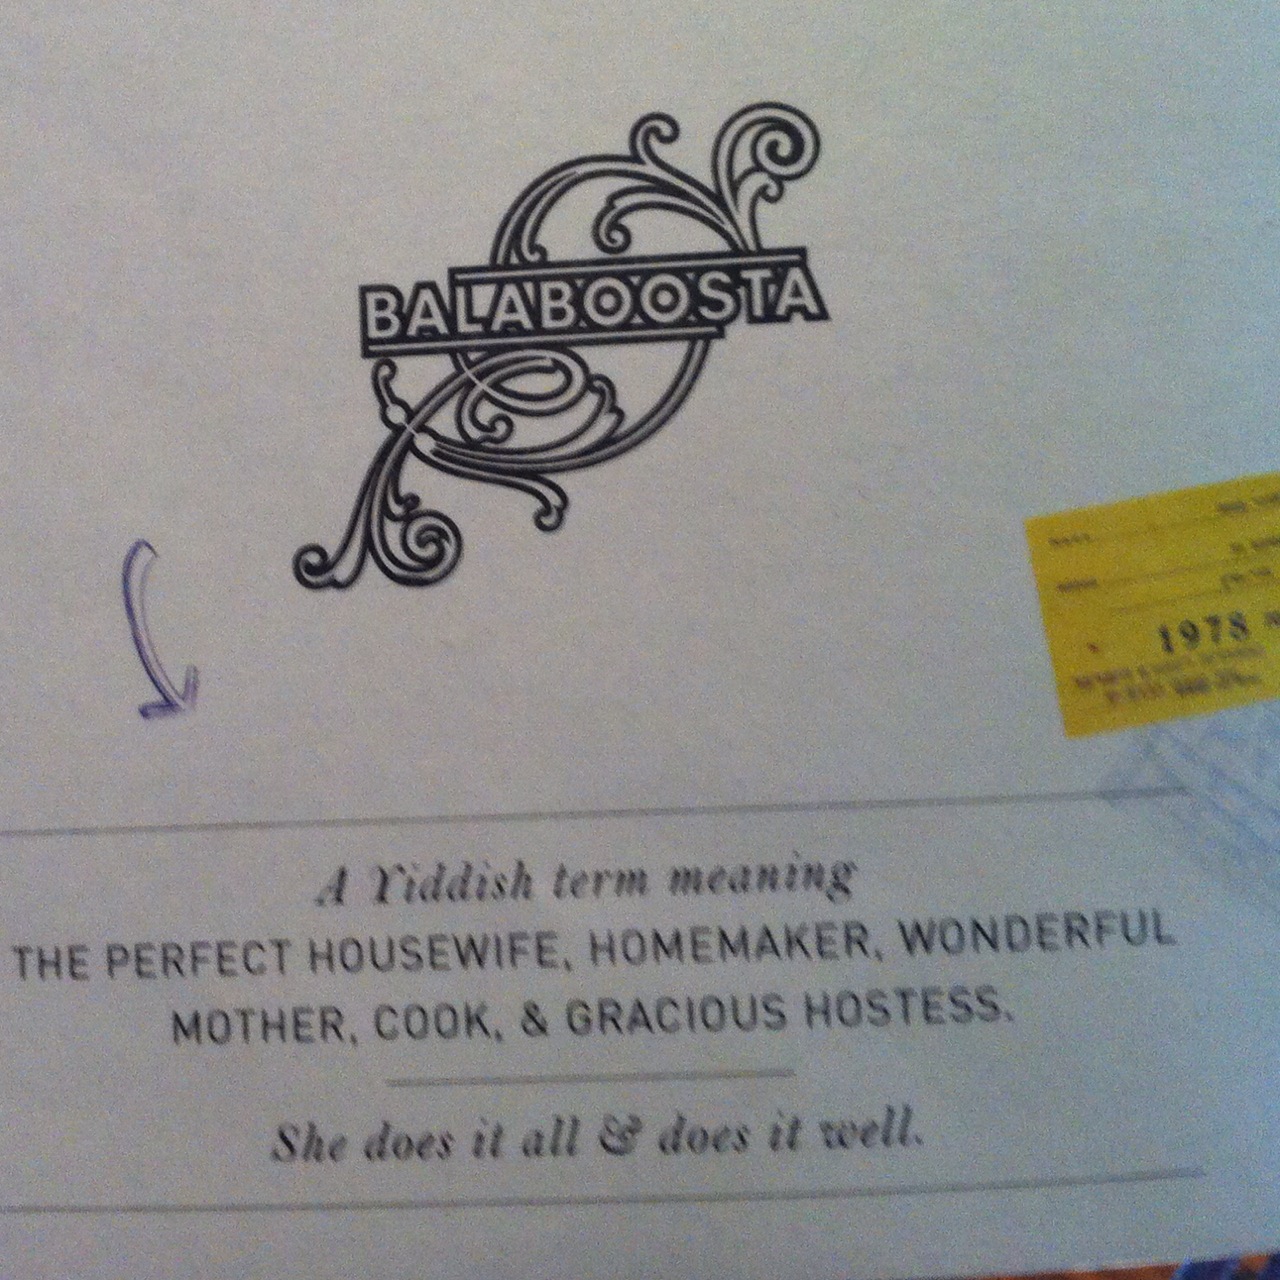 BALABOOSTA
1978
A Yiddish term meaning
THE PERFECT HOUSEWIFE, HOMEMAKER, WONDERFUL
MOTHER, COOK, & GRACIOUS HOSTESS.
She does it all & does it well.